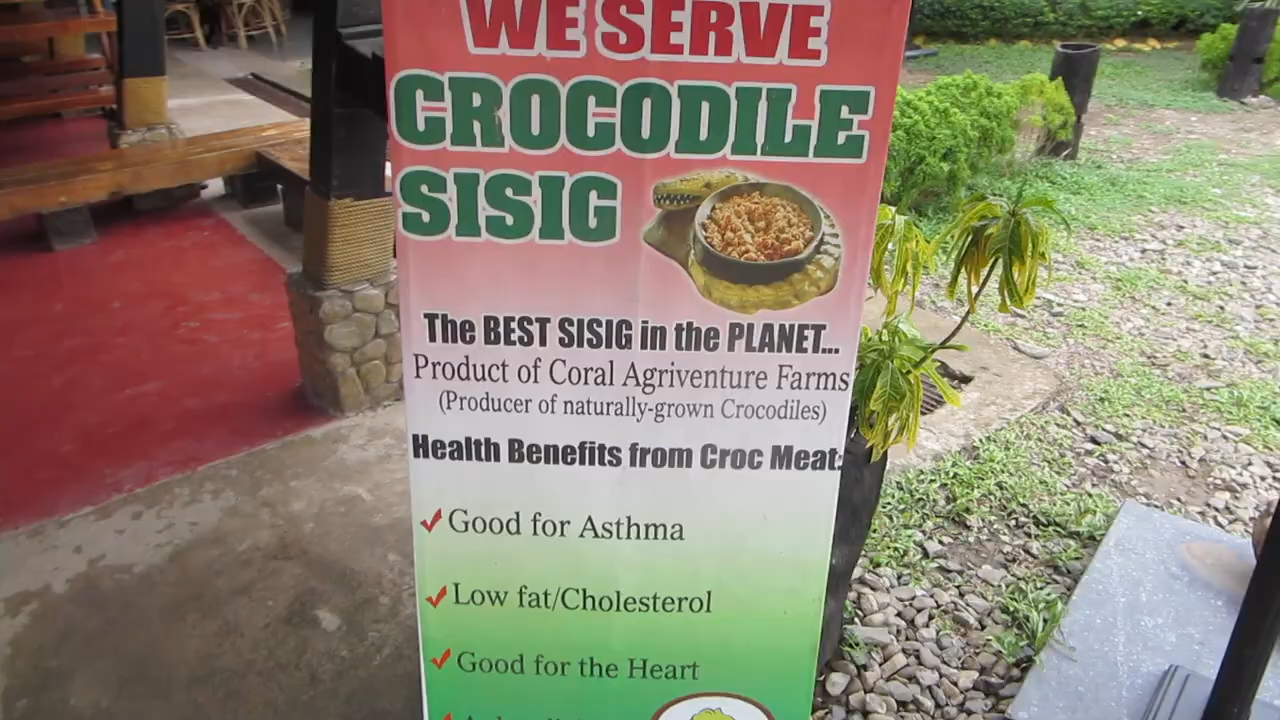 WE SERVE
CROCODILE
SISIG
The BEST SISIG in the PLANET...
Product of Coral Agriventure Farms
(Producer of naturally-grown Crocodiles)
Health Benefits from Croc Meat:
Good for Asthma
Low fat/Cholesterol
Good for the Heart